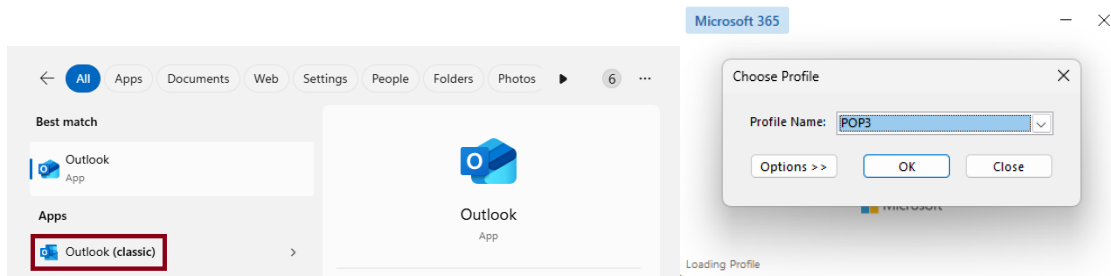 All Apps Documents Web Settings People Folders Photos 6 ...
Best match
Outlook
App
Apps
Outlook (classic)
Outlook
App
Microsoft 365
Choose Profile
Profile Name: POP3
Options >> OK Close
Microsoft
Loading Profile